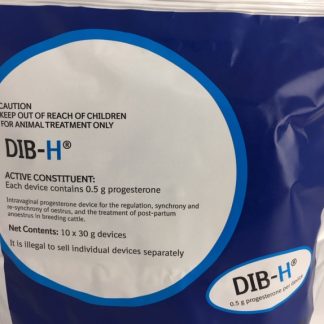 CAUTION
KEEP OUT OF REACH OF CHILDREN
FOR ANIMAL TREATMENT ONLY
DIB-H®
ACTIVE CONSTITUENT:
Each device contains 0.5 g progesterone
Intravaginal progesterone device for the regulation, synchrony and
re-synchrony of oestrus, and the treatment of post-partum
anoestrus in breeding cattle.
Net Contents: 10 x 30 g devices
It is illegal to sell individual devices separately
DIB-H®
0.5 g progesterone per device